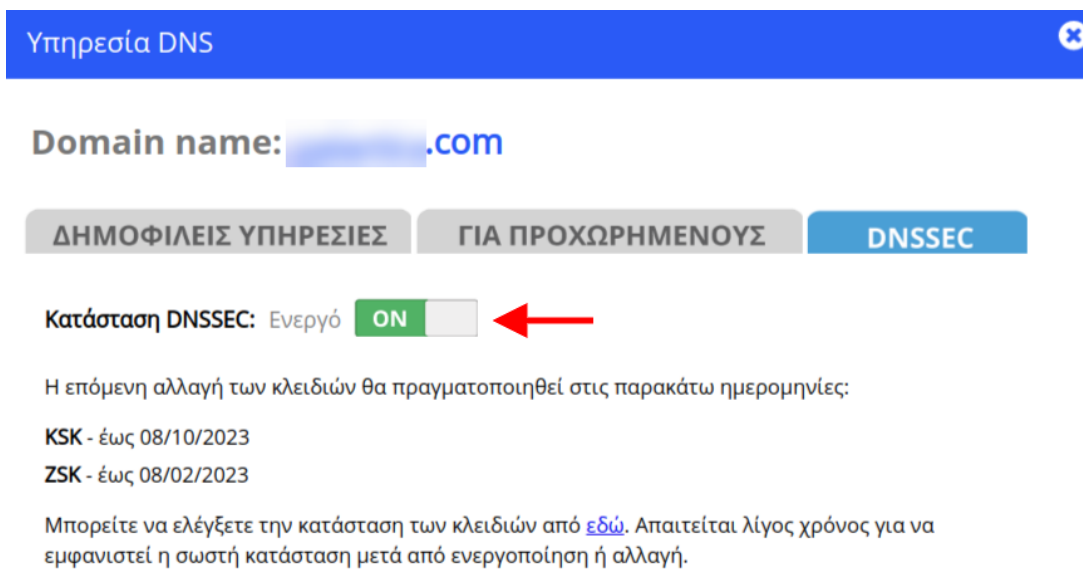 Υπηρεσία DNS
Domain name: .com
ΔΗΜΟΦΙΛΕΙΣ ΥΠΗΡΕΣΙΕΣ ΓΙΑ ΠΡΟΧΩΡΗΜΕΝΟΥΣ DNSSEC
Κατάσταση DNSSEC: Ενεργό ON
Η επόμενη αλλαγή των κλειδιών θα πραγματοποιηθεί στις παρακάτω ημερομηνίες:
KSK - έως 08/10/2023
ZSK - έως 08/02/2023
Μπορείτε να ελέγξετε την κατάσταση των κλειδιών από εδώ. Απαιτείται λίγος χρόνος για να
εμφανιστεί η σωστή κατάσταση μετά από ενεργοποίηση ή αλλαγή.